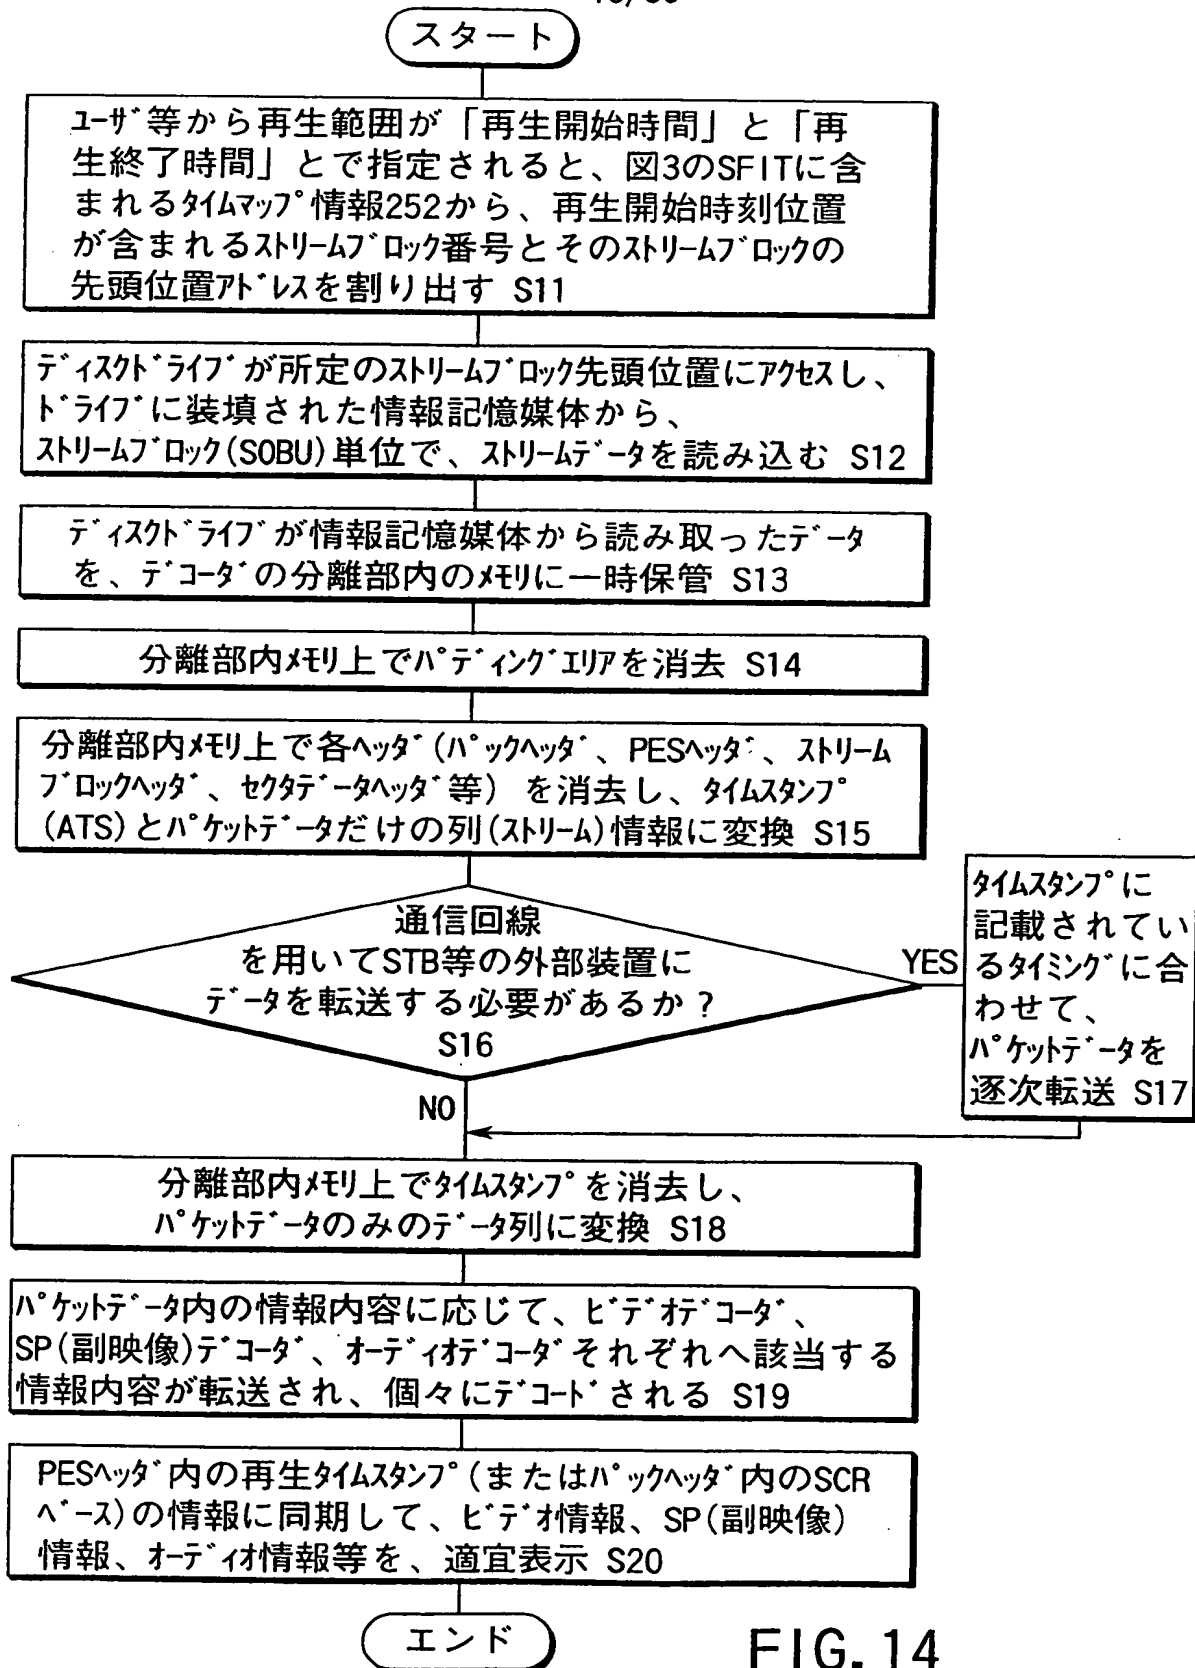 スタート
ユーザ等から再生範囲が「再生開始時間」と「再
生終了時間」とで指定されると、図3のSFITに含
まれるタイムマップ情報252から、再生開始時刻位置
が含まれるストリームブロック番号とそのストリームブロックの
先頭位置アドレスを割り出す S11
ディスクドライブが所定のストリームブロック先頭位置にアクセスし、
ドライブに装填された情報記憶媒体から、
ストリームブロック(SOBU)単位で、ストリームデータを読み込む S12
ディスクドライブが情報記憶媒体から読み取ったデータ
を、デコーダの分離部内のメモリに一時保管 S13
分離部内メモリ上でパディングエリアを消去 S14
分離部内メモリ上で各ヘッダ(パックヘッダ、PESヘッダ、ストリーム
ブロックヘッダ、セクタデータヘッダ等) を消去し、タイムスタンプ
(ATS)とパケットデータだけの列(ストリーム)情報に変換 S15
通信回線
を用いてSTB等の外部装置に
データを転送する必要があるか?
S16
YES
タイムスタンプに
記載されてい
るタイミングに合
わせて、
パケットデータを
逐次転送 S17
NO
分離部内メモリ上でタイムスタンプを消去し、
パケットデータのみのデータ列に変換 S18
パケットデータ内の情報内容に応じて、ビデオデコーダ、
SP(副映像)デコーダ、オーディオデコーダそれぞれへ該当する
情報内容が転送され、個々にデコードされる S19
PESヘッダ内の再生タイムスタンプ(またはパックヘッダ内のSCR
ベース)の情報に同期して、ビデオ情報、SP(副映像)
情報、オーディオ情報等を、適宜表示 S20
エンド
FIG. 14